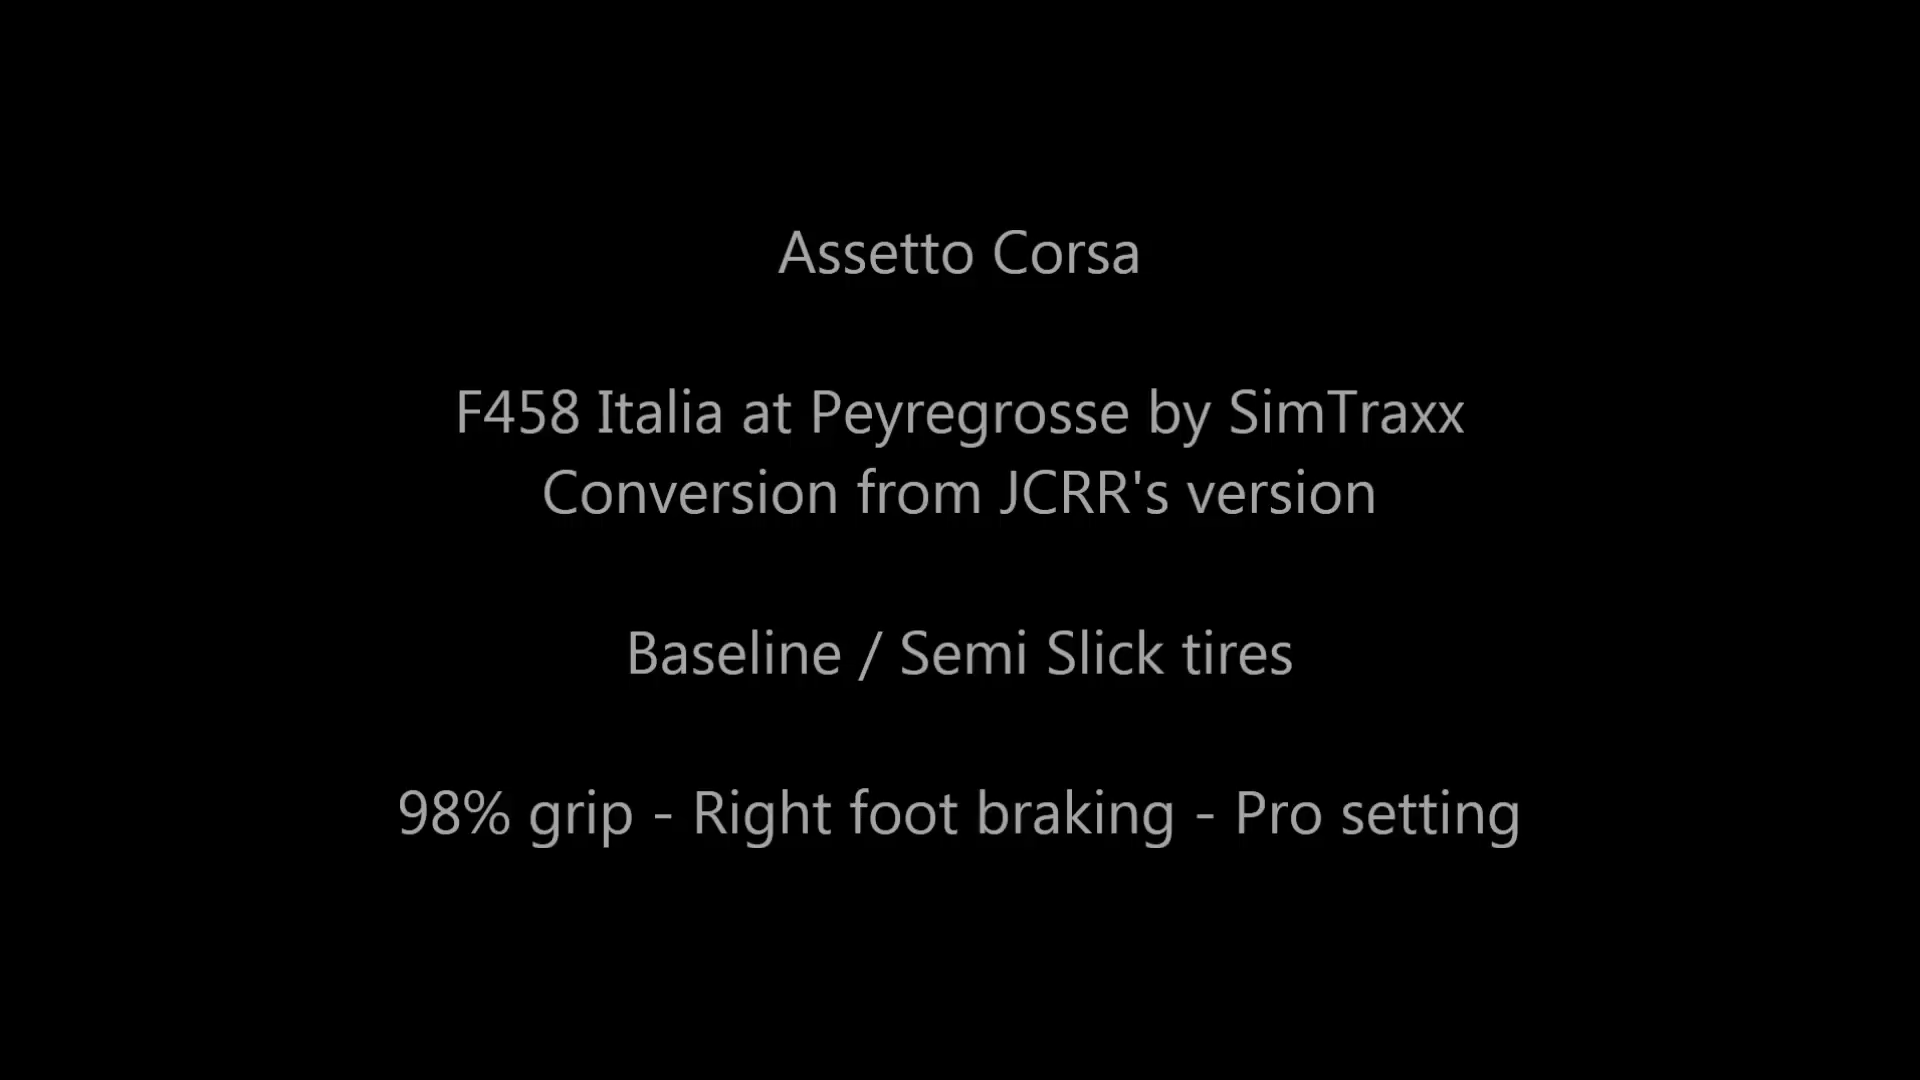 Assetto Corsa
F458 Italia at Peyregrosse by SimTraxx
Conversion from JCRR's version
Baseline / Semi Slick tires
98% grip - Right foot braking - Pro setting